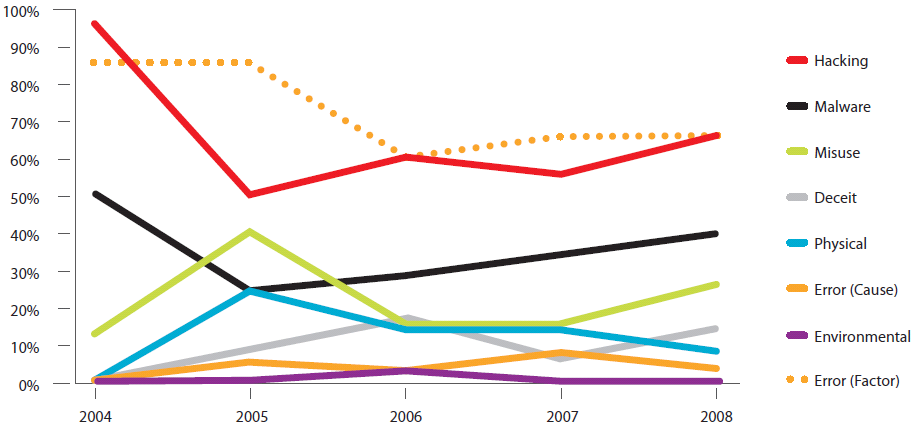 100%
90%
80%
70%
60%
50%
40%
30%
20%
10%
0%
2004 2005 2006 2007 2008
Hacking
Malware
Misuse
Deceit
Physical
Error (Cause)
Environmental
Error (Factor)